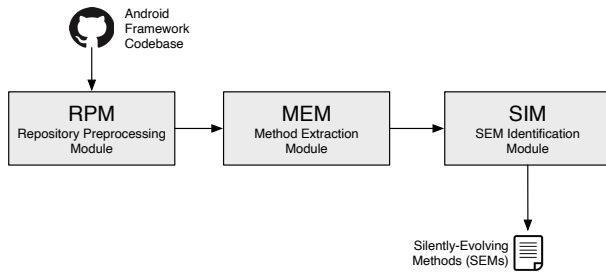 Android
Framework
Codebase
RPM
Repository Preprocessing
Module
MEM
Method Extraction
Module
SIM
SEM Identification
Module
Silently-Evolving
Methods (SEMs)